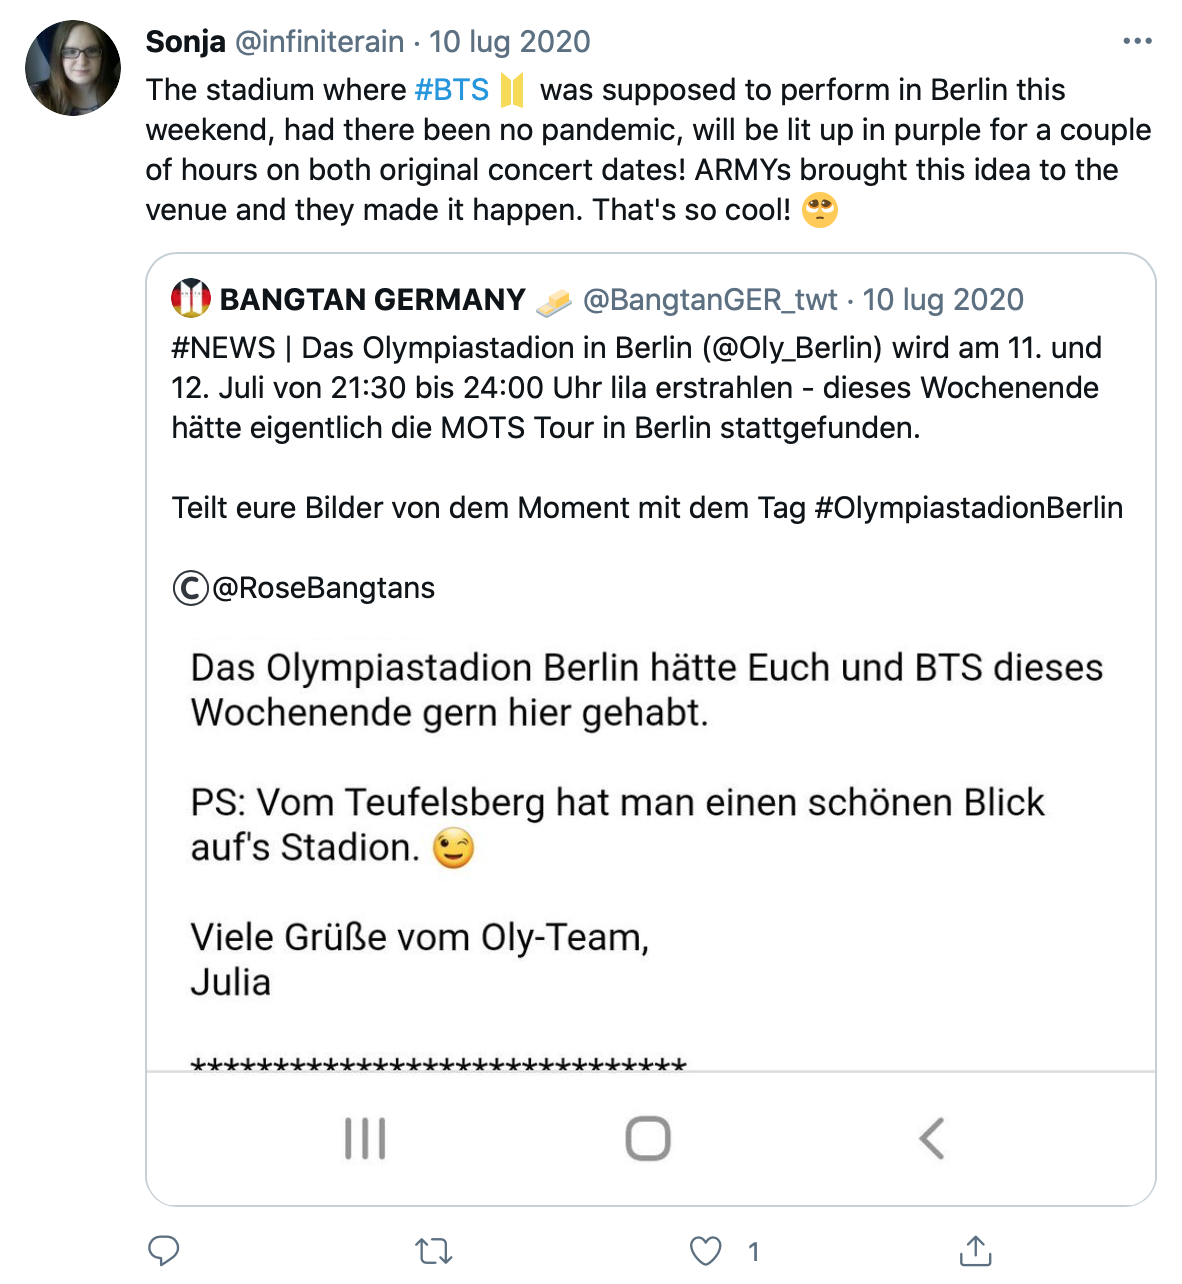 Sonja @infiniterain · 10 lug 2020
The stadium where #BTS was supposed to perform in Berlin this
weekend, had there been no pandemic, will be lit up in purple for a couple
of hours on both original concert dates! ARMYs brought this idea to the
venue and they made it happen. That's so cool! 🥺
BANGTAN GERMANY 🧈 @BangtanGER_twt · 10 lug 2020
#NEWS | Das Olympiastadion in Berlin (@Oly_Berlin) wird am 11. und
12. Juli von 21:30 bis 24:00 Uhr lila erstrahlen - dieses Wochenende
hätte eigentlich die MOTS Tour in Berlin stattgefunden.
Teilt eure Bilder von dem Moment mit dem Tag #OlympiastadionBerlin
©@RoseBangtans
Das Olympiastadion Berlin hätte Euch und BTS dieses
Wochenende gern hier gehabt.
PS: Vom Teufelsberg hat man einen schönen Blick
auf's Stadion. 😉
Viele Grüße vom Oly-Team,
Julia
******************************
1